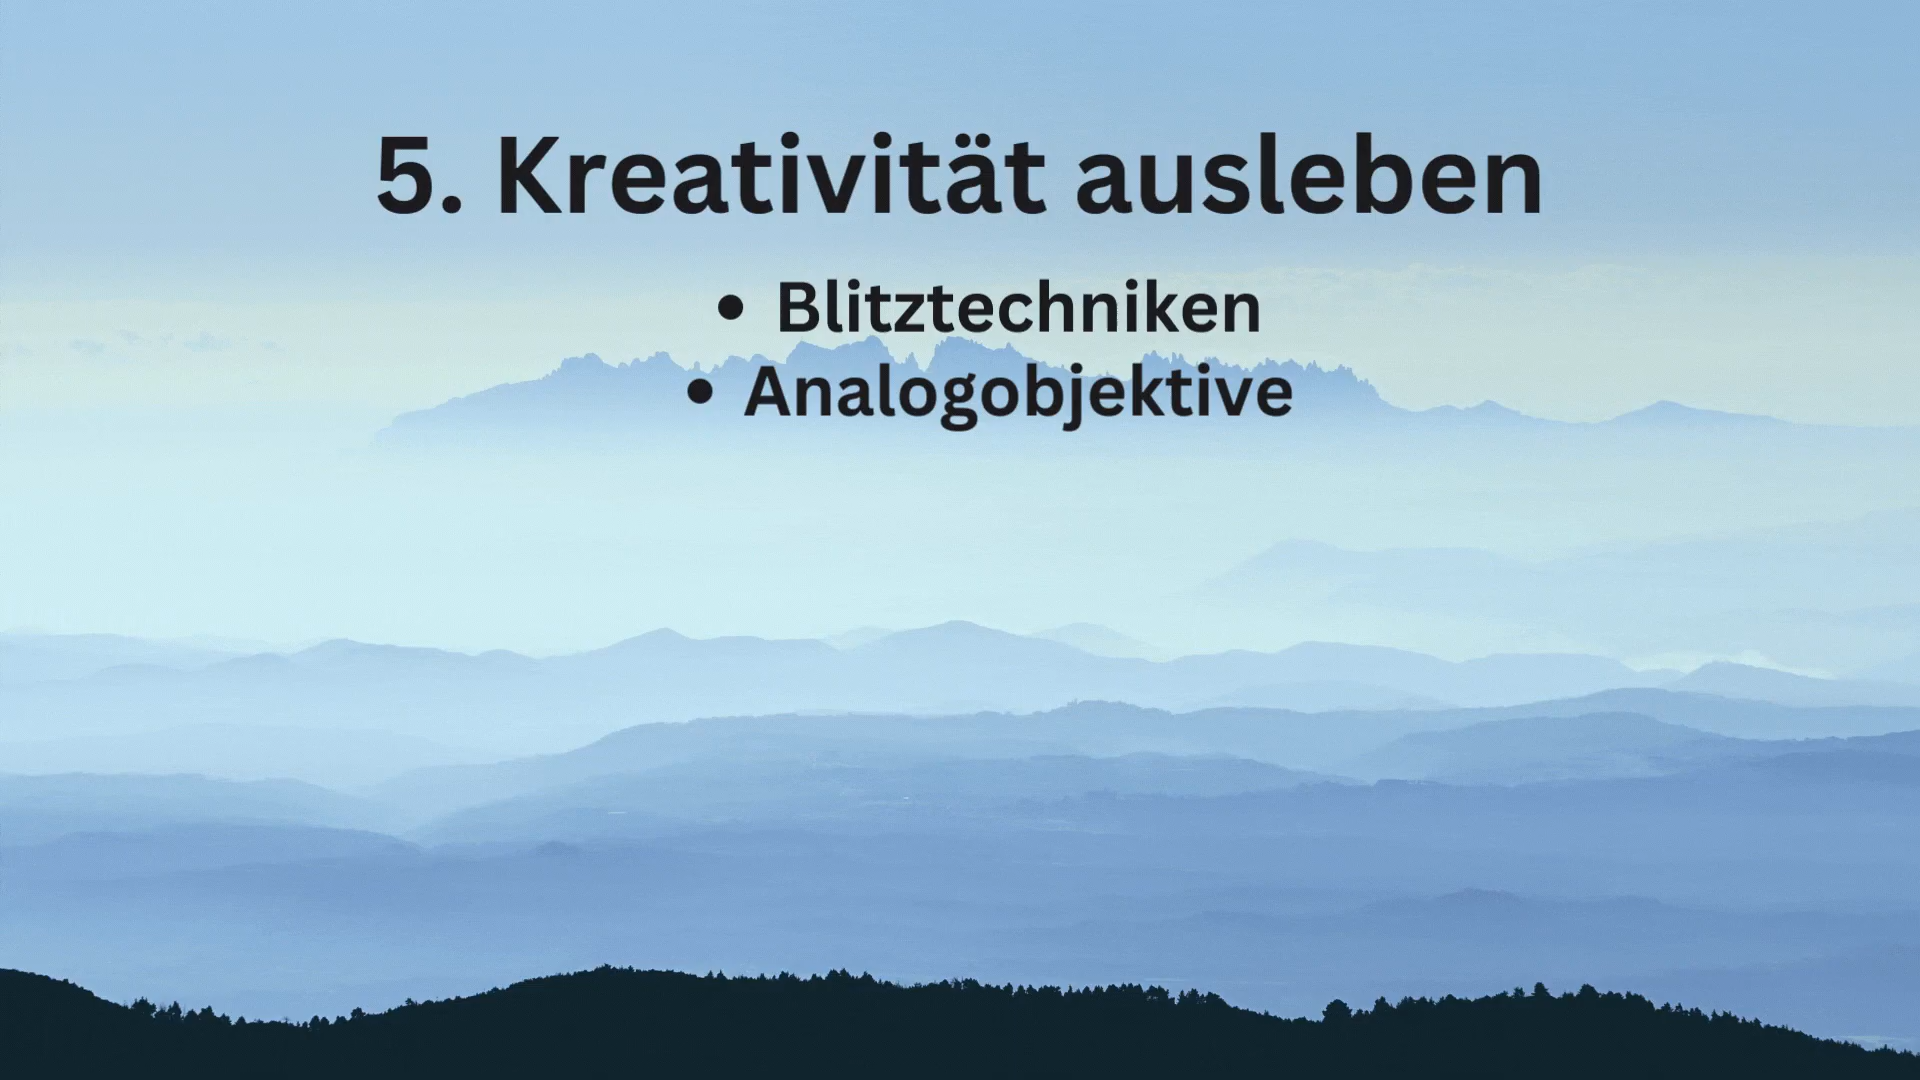 5. Kreativität ausleben
• Blitztechniken
• Analogobjektive